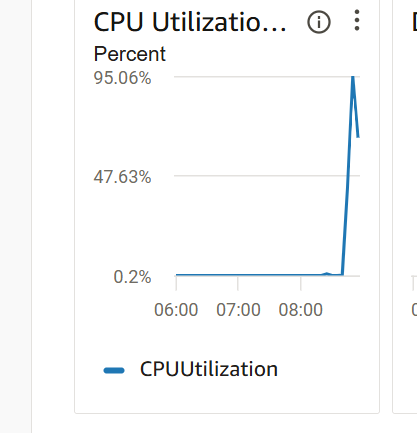 CPU Utilizatio...
Percent
95.06%
47.63%
0.2%
06:00 07:00 08:00
CPUUtilization